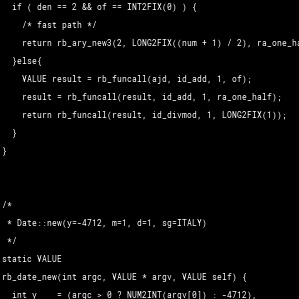 if ( den == 2 && of == INT2FIX(0) ) {
/* fast path */
return rb_ary_new3(2, LONG2FIX((num + 1) / 2), ra_one_ha
}else{
VALUE result = rb_funcall(ajd, id_add, 1, of);
result = rb_funcall(result, id_add, 1, ra_one_half);
return rb_funcall(result, id_divmod, 1, LONG2FIX(1));
}
}
/*
* Date::new(y=-4712, m=1, d=1, sg=ITALY)
*/
static VALUE
rb_date_new(int argc, VALUE * argv, VALUE self) {
int y = (argc > 0 ? NUM2INT(argv[0]) : -4712),